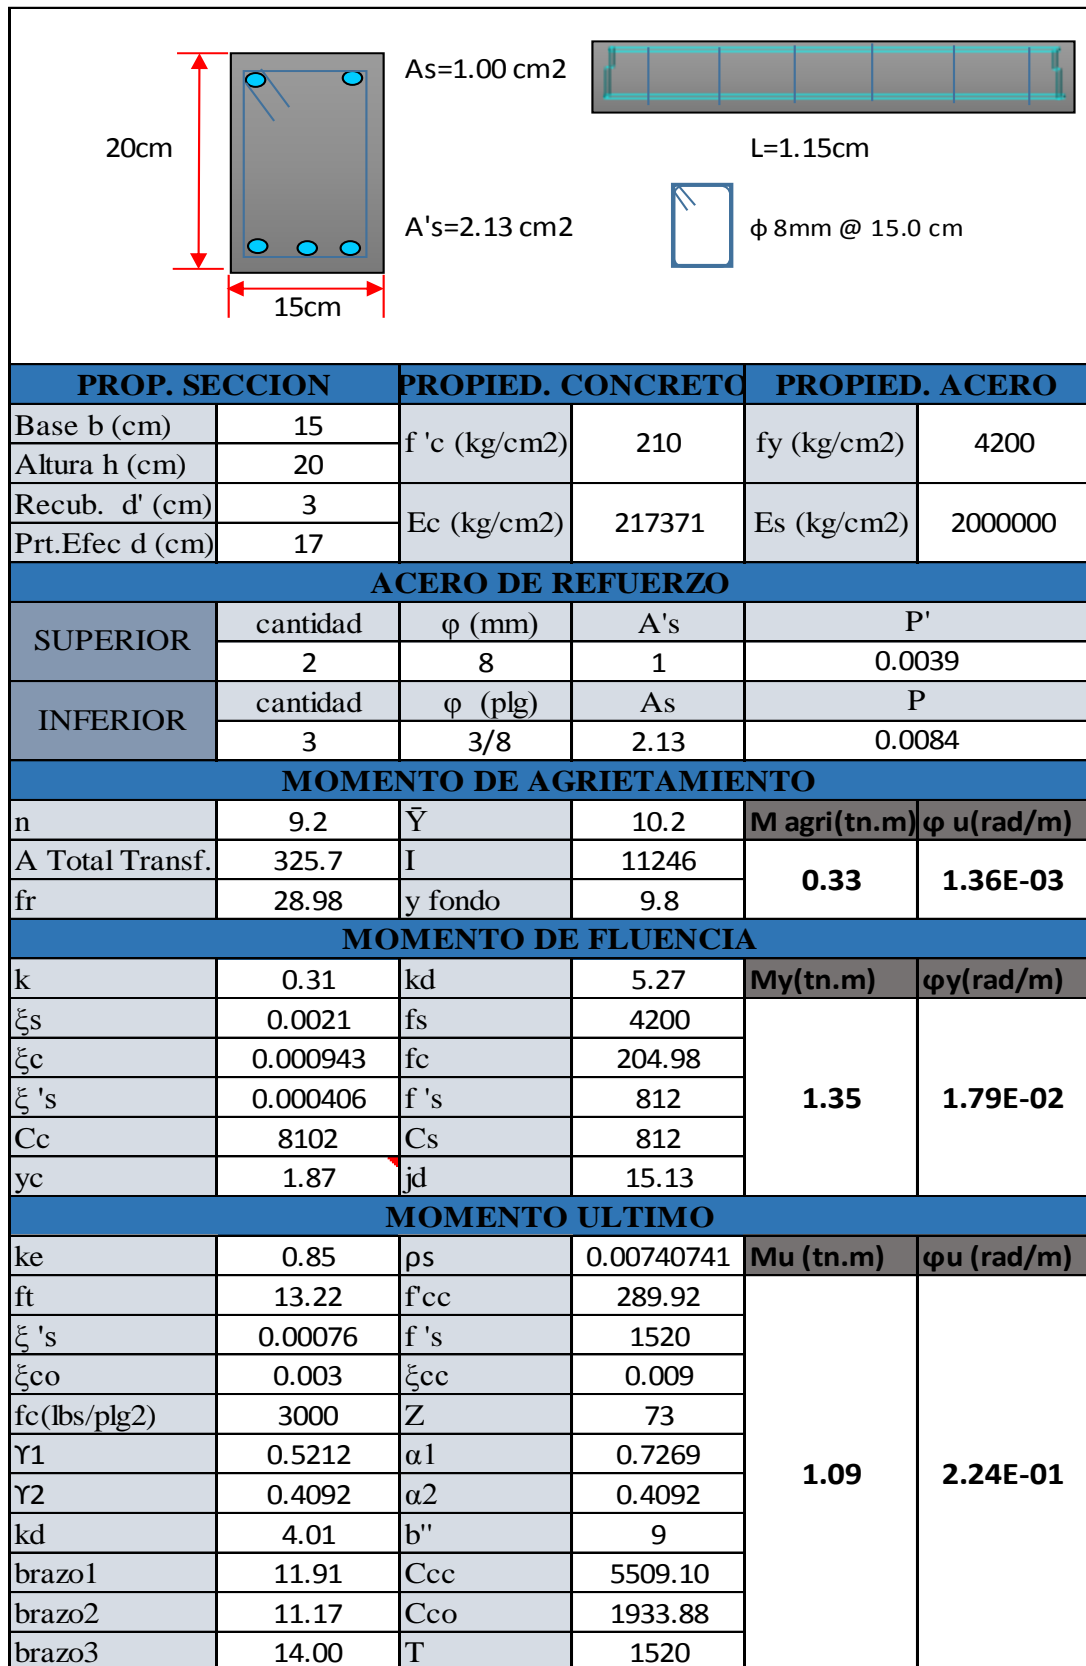 As=1.00 cm2
20cm
L=1.15cm
A's=2.13 cm2
ϕ 8mm @ 15.0 cm
15cm
PROP. SECCION PROPIED. CONCRETO PROPIED. ACERO
Base b (cm) 15 f 'c (kg/cm2) 210 fy (kg/cm2) 4200
Altura h (cm) 20
Recub. d' (cm) 3 Ec (kg/cm2) 217371 Es (kg/cm2) 2000000
Prt.Efec d (cm) 17
ACERO DE REFUERZO
SUPERIOR cantidad φ (mm) A's P'
2 8 1 0.0039
INFERIOR cantidad φ (plg) As P
3 3/8 2.13 0.0084
MOMENTO DE AGRIETAMIENTO
n 9.2 Ȳ 10.2 M agri(tn.m) φ u(rad/m)
A Total Transf. 325.7 I 11246 0.33 1.36E-03
fr 28.98 y fondo 9.8
MOMENTO DE FLUENCIA
k 0.31 kd 5.27 My(tn.m) φy(rad/m)
ξs 0.0021 fs 4200
ξc 0.000943 fc 204.98
ξ 's 0.000406 f 's 812 1.35 1.79E-02
Cc 8102 Cs 812
yc 1.87 jd 15.13
MOMENTO ULTIMO
ke 0.85 ρs 0.00740741 Mu (tn.m) φu (rad/m)
ft 13.22 f'cc 289.92
ξ 's 0.00076 f 's 1520
ξco 0.003 ξcc 0.009
fc(lbs/plg2) 3000 Z 73
ϒ1 0.5212 α1 0.7269 1.09 2.24E-01
ϒ2 0.4092 α2 0.4092
kd 4.01 b'' 9
brazo1 11.91 Ccc 5509.10
brazo2 11.17 Cco 1933.88
brazo3 14.00 T 1520